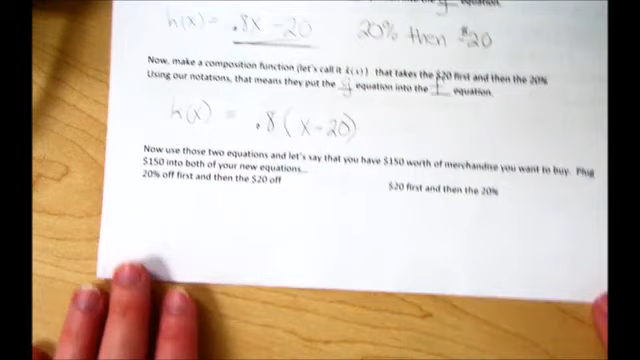 equation.
h(x) = .8x - 20 20% then $20
Now, make a composition function (let's call it k(x)) that takes the $20 first and then the 20%
Using our notations, that means they put the g equation into the f equation.
h(x) = .8(x-20)
Now use those two equations and let's say that you have $150 worth of merchandise you want to buy. Plug
$150 into both of your new equations...
20% off first and then the $20 off $20 first and then the 20%